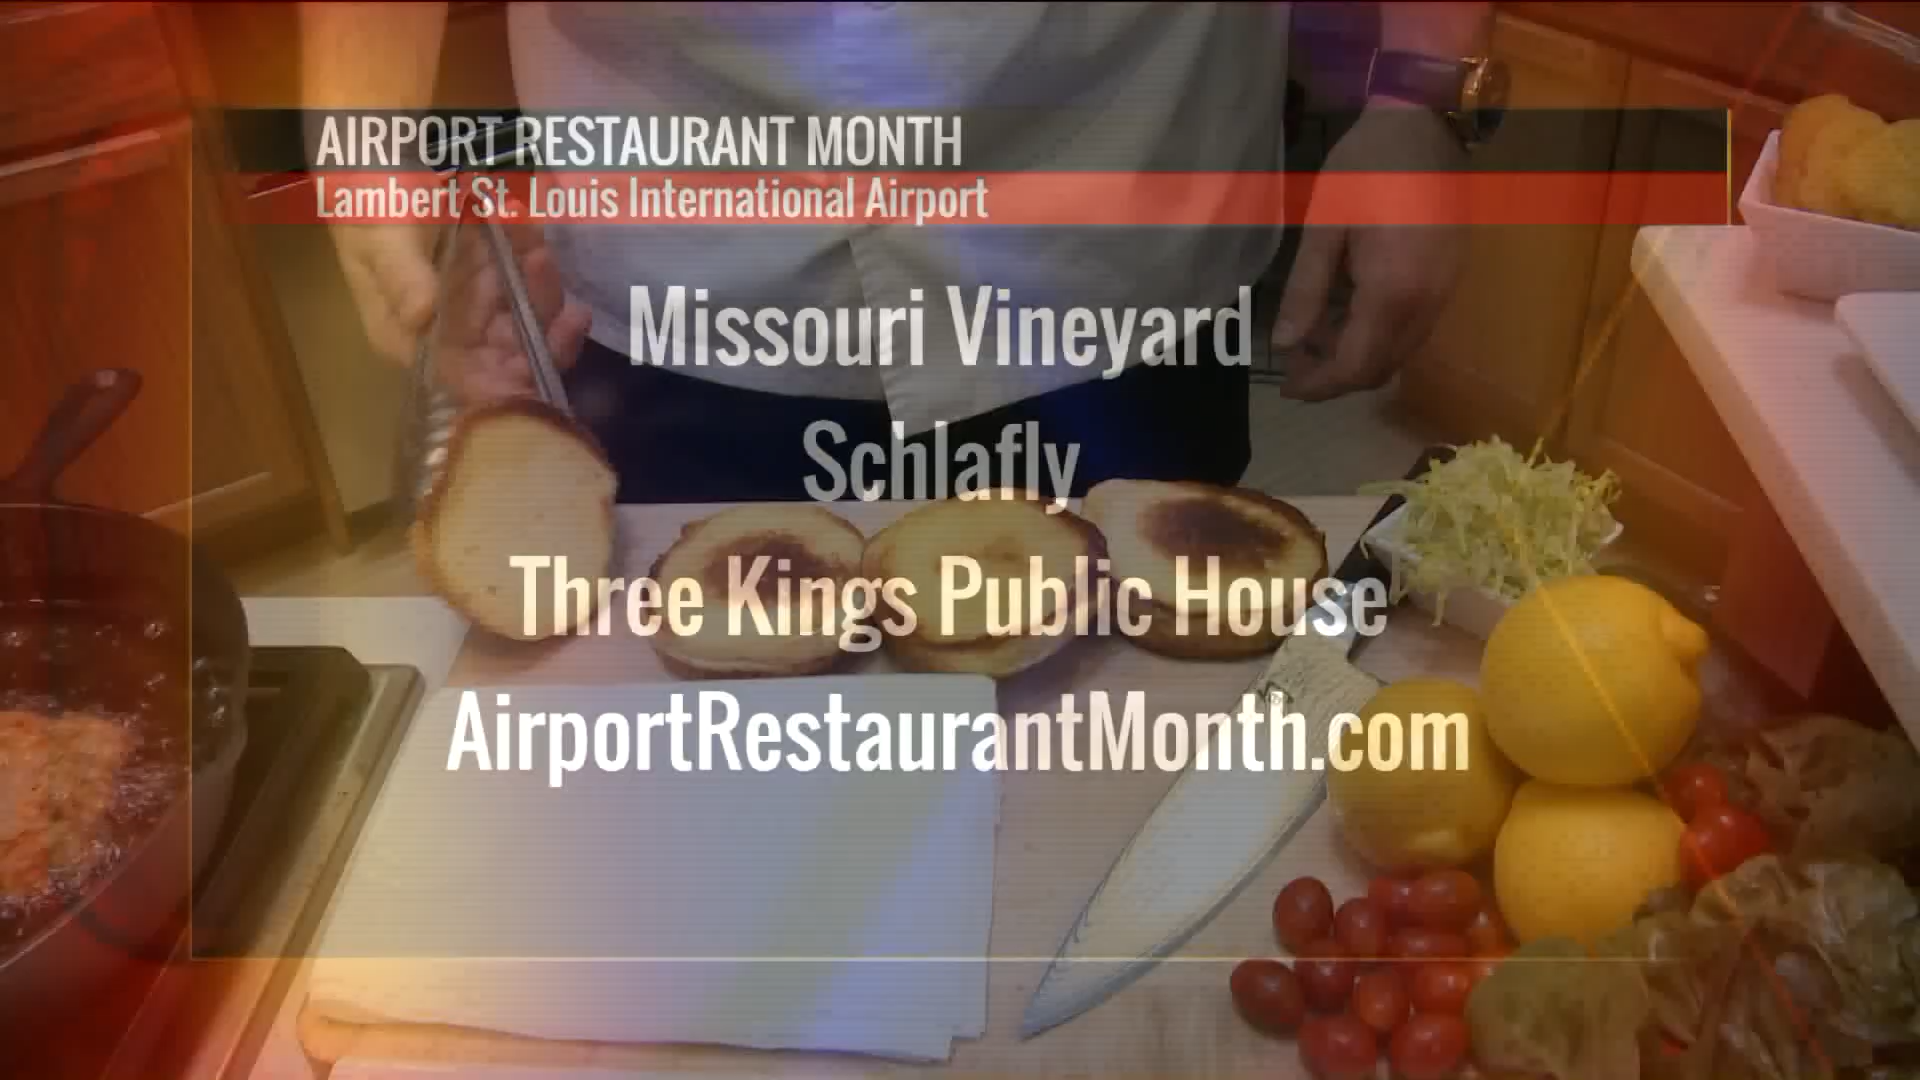 AIRPORT RESTAURANT MONTH
Lambert St. Louis International Airport
Missouri Vineyard
Schlafly
Three Kings Public House
AirportRestaurantMonth.com